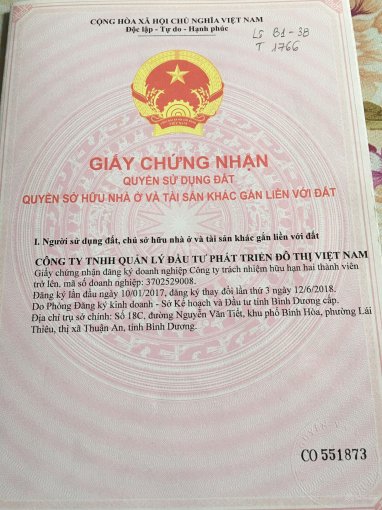 CỘNG HÒA XÃ HỘI CHỦ NGHĨA VIỆT NAM
Độc lập - Tự do - Hạnh phúc
Lô B1-38
T 1766
GIẤY CHỨNG NHẬN
QUYỀN SỬ DỤNG ĐẤT
QUYỀN SỞ HỮU NHÀ Ở VÀ TÀI SẢN KHÁC GẮN LIỀN VỚI ĐẤT
I. Người sử dụng đất, chủ sở hữu nhà ở và tài sản khác gắn liền với đất
CÔNG TY TNHH QUẢN LÝ ĐẦU TƯ PHÁT TRIỂN ĐÔ THỊ VIỆT NAM
Giấy chứng nhận đăng ký doanh nghiệp Công ty trách nhiệm hữu hạn hai thành viên
trở lên, mã số doanh nghiệp: 3702529008.
Đăng ký lần đầu ngày 10/01/2017, đăng ký thay đổi lần thứ 3 ngày 12/6/2018.
Do Phòng Đăng ký kinh doanh - Sở Kế hoạch và Đầu tư tỉnh Bình Dương cấp.
Địa chỉ trụ sở chính: Số 18C, đường Nguyễn Văn Tiết, khu phố Bình Hòa, phường Lái
Thiêu, thị xã Thuận An, tỉnh Bình Dương.
CO 551873